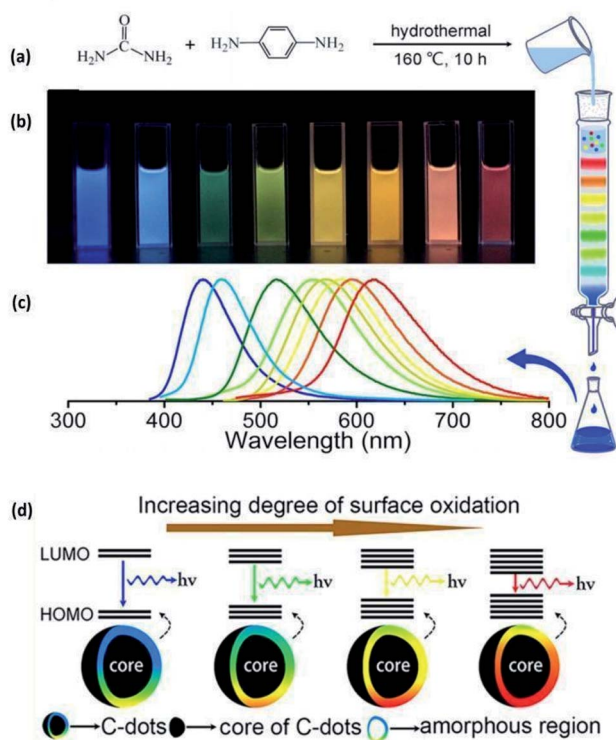 (a)
O
H₂N NH₂ + H₂N NH₂
hydrothermal
160 ℃, 10 h
(b)
(c)
300 400 500 600 700 800
Wavelength (nm)
(d)
Increasing degree of surface oxidation
LUMO
hν hν hν hν
HOMO
core core core core
C-dots core of C-dots amorphous region